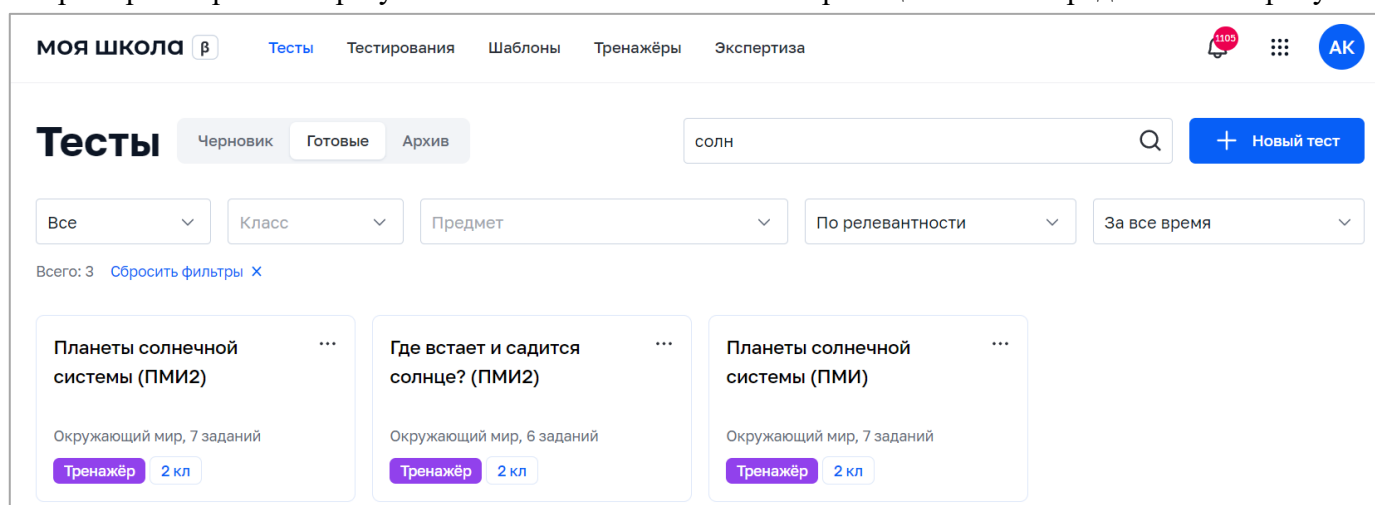 моя школа β Тесты Тестирования Шаблоны Тренажёры Экспертиза 1105 АК
Тесты Черновик Готовые Архив солн + Новый тест
Все Класс Предмет По релевантности За все время
Всего: 3 Сбросить фильтры ×
Планеты солнечной ··· Где встает и садится ··· Планеты солнечной ···
системы (ПМИ2) солнце? (ПМИ2) системы (ПМИ)
Окружающий мир, 7 заданий Окружающий мир, 6 заданий Окружающий мир, 7 заданий
Тренажёр 2 кл Тренажёр 2 кл Тренажёр 2 кл